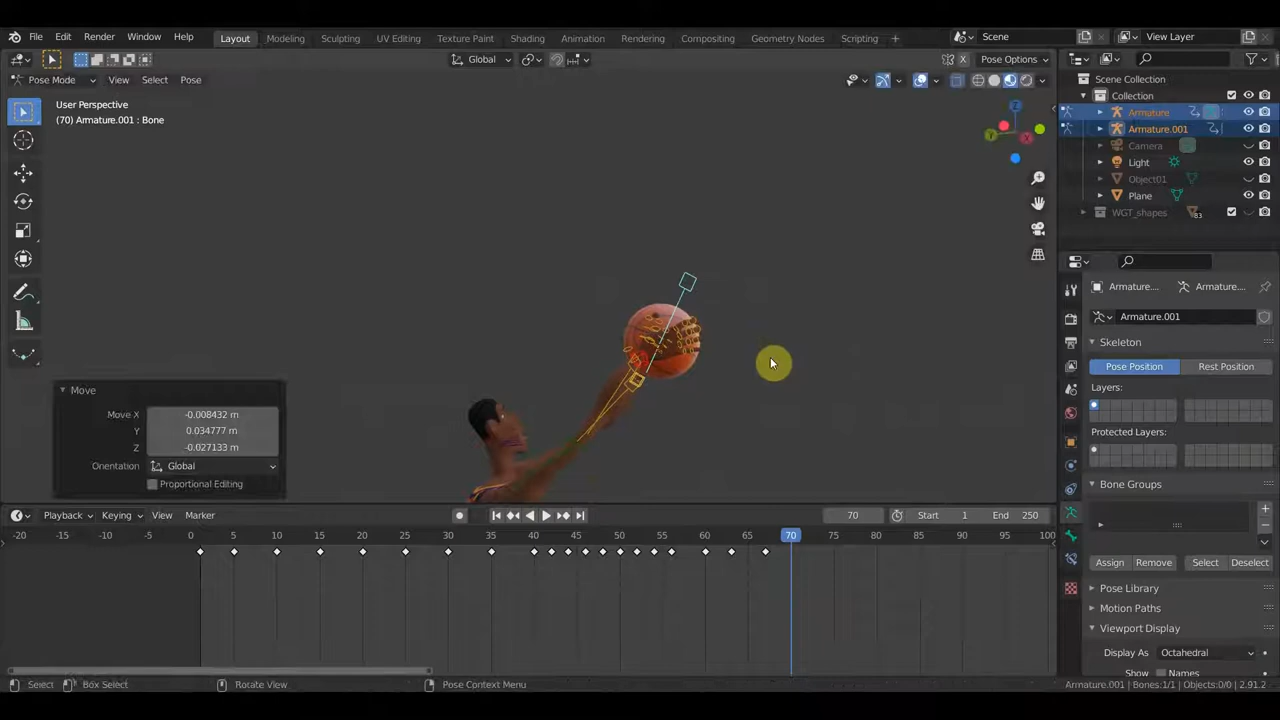 File Edit Render Window Help Layout Modeling Sculpting UV Editing Texture Paint Shading Animation Rendering Compositing Geometry Nodes Scripting + Scene View Layer
Global Pose Options
Pose Mode View Select Pose
User Perspective
(70) Armature.001 : Bone
Scene Collection
Collection
Armature
Armature.001
Camera
Light
Object01
Plane
WGT_shapes
Armature.... Armature....
Armature.001
Skeleton
Pose Position Rest Position
Layers:
Protected Layers:
Bone Groups
Assign Remove Select Deselect
Pose Library
Motion Paths
Viewport Display
Display As Octahedral
Show Names
Move
Move X -0.008432 m
Y 0.034777 m
Z -0.027133 m
Orientation Global
Proportional Editing
Playback Keying View Marker 70 Start 1 End 250
-20 -15 -10 -5 0 5 10 15 20 25 30 35 40 45 50 55 60 65 70 75 80 85 90 95 100
Select Box Select Rotate View Pose Context Menu Armature.001 | Bones:1/1 | Objects:0/0 | 2.91.2